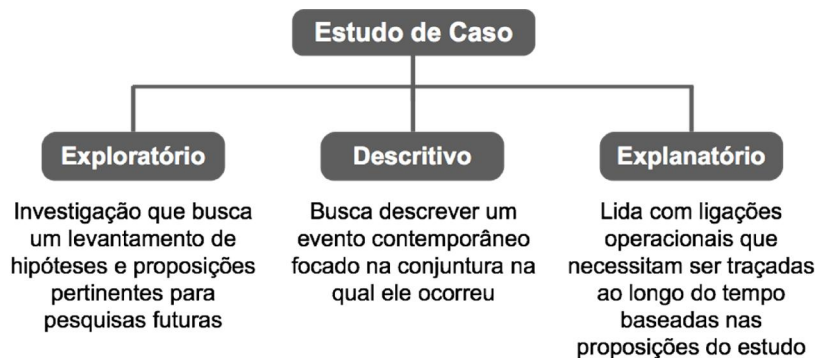 Estudo de Caso
Exploratório
Investigação que busca
um levantamento de
hipóteses e proposições
pertinentes para
pesquisas futuras
Descritivo
Busca descrever um
evento contemporâneo
focado na conjuntura na
qual ele ocorreu
Explanatório
Lida com ligações
operacionais que
necessitam ser traçadas
ao longo do tempo
baseadas nas
proposições do estudo